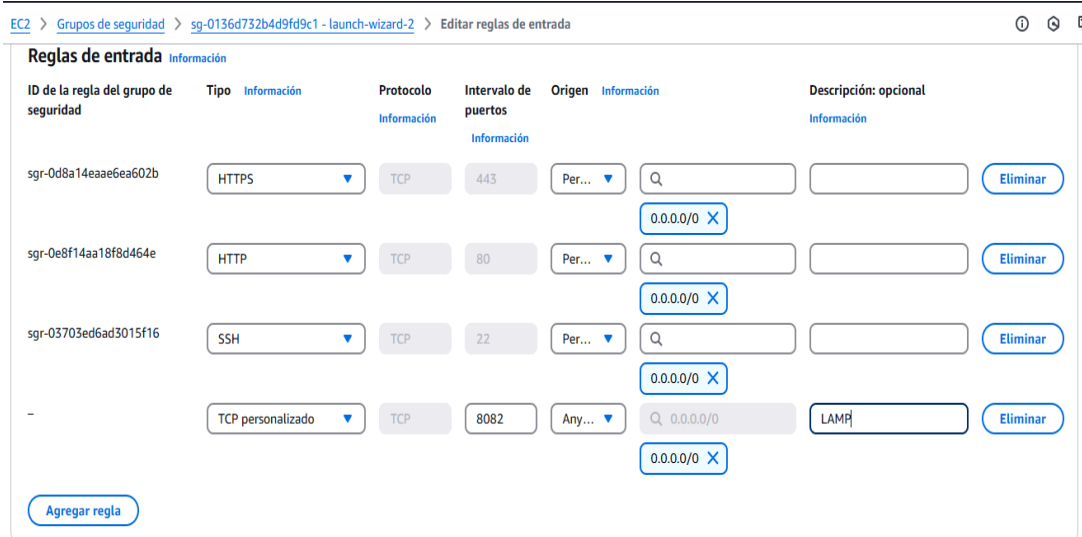 EC2 > Grupos de seguridad > sg-0136d732b4d9fd9c1 - launch-wizard-2 > Editar reglas de entrada
Reglas de entrada Información
ID de la regla del grupo de seguridad
Tipo Información
Protocolo
Información
Intervalo de puertos
Información
Origen Información
Descripción: opcional
Información
sgr-0d8a14eaae6ea602b HTTPS TCP 443 Per... Eliminar
0.0.0.0/0
sgr-0e8f14aa18f8d464e HTTP TCP 80 Per... Eliminar
0.0.0.0/0
sgr-03703ed6ad3015f16 SSH TCP 22 Per... Eliminar
0.0.0.0/0
– TCP personalizado TCP 8082 Any... 0.0.0.0/0 LAMP Eliminar
0.0.0.0/0
Agregar regla